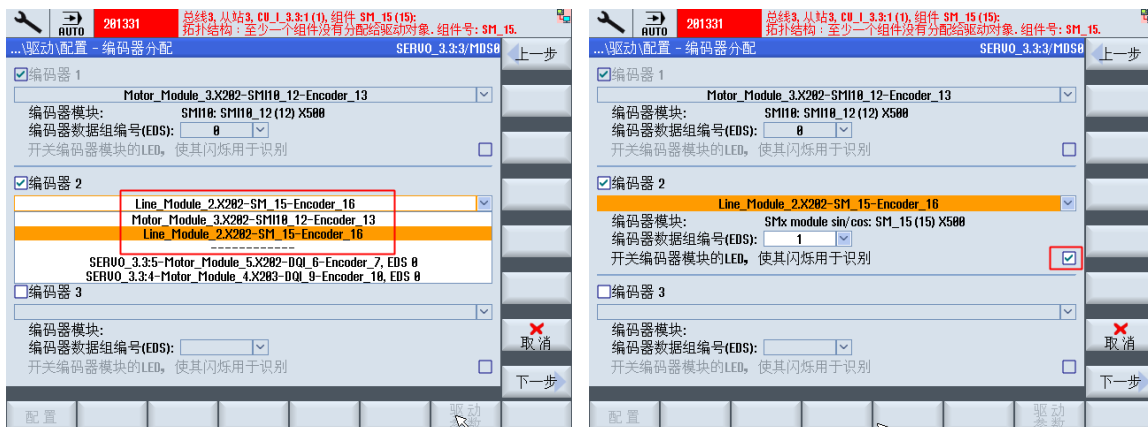 AUTO
201331
总线3, 从站3, CU_I_3.3:1 (1), 组件 SM_15 (15):
拓扑结构：至少一个组件没有分配给驱动对象. 组件号: SM_15.
...\驱动\配置 - 编码器分配
SERVO_3.3:3/MDS0
上一步
编码器 1
Motor_Module_3.X202-SMI10_12-Encoder_13
编码器模块: SMI10: SMI10_12 (12) X500
编码器数据组编号(EDS): 0
开关编码器模块的LED，使其闪烁用于识别
编码器 2
Line_Module_2.X202-SM_15-Encoder_16
Motor_Module_3.X202-SMI10_12-Encoder_13
Line_Module_2.X202-SM_15-Encoder_16
------------
SERVO_3.3:5-Motor_Module_5.X202-DQI_6-Encoder_7, EDS 0
SERVO_3.3:4-Motor_Module_4.X203-DQI_9-Encoder_10, EDS 0
编码器 3
编码器模块:
编码器数据组编号(EDS):
开关编码器模块的LED，使其闪烁用于识别
取消
下一步
配置
驱动
参数
AUTO
201331
总线3, 从站3, CU_I_3.3:1 (1), 组件 SM_15 (15):
拓扑结构：至少一个组件没有分配给驱动对象. 组件号: SM_15.
...\驱动\配置 - 编码器分配
SERVO_3.3:3/MDS0
上一步
编码器 1
Motor_Module_3.X202-SMI10_12-Encoder_13
编码器模块: SMI10: SMI10_12 (12) X500
编码器数据组编号(EDS): 0
开关编码器模块的LED，使其闪烁用于识别
编码器 2
Line_Module_2.X202-SM_15-Encoder_16
编码器模块: SMx module sin/cos: SM_15 (15) X500
编码器数据组编号(EDS): 1
开关编码器模块的LED，使其闪烁用于识别
编码器 3
编码器模块:
编码器数据组编号(EDS):
开关编码器模块的LED，使其闪烁用于识别
取消
下一步
配置
驱动
参数